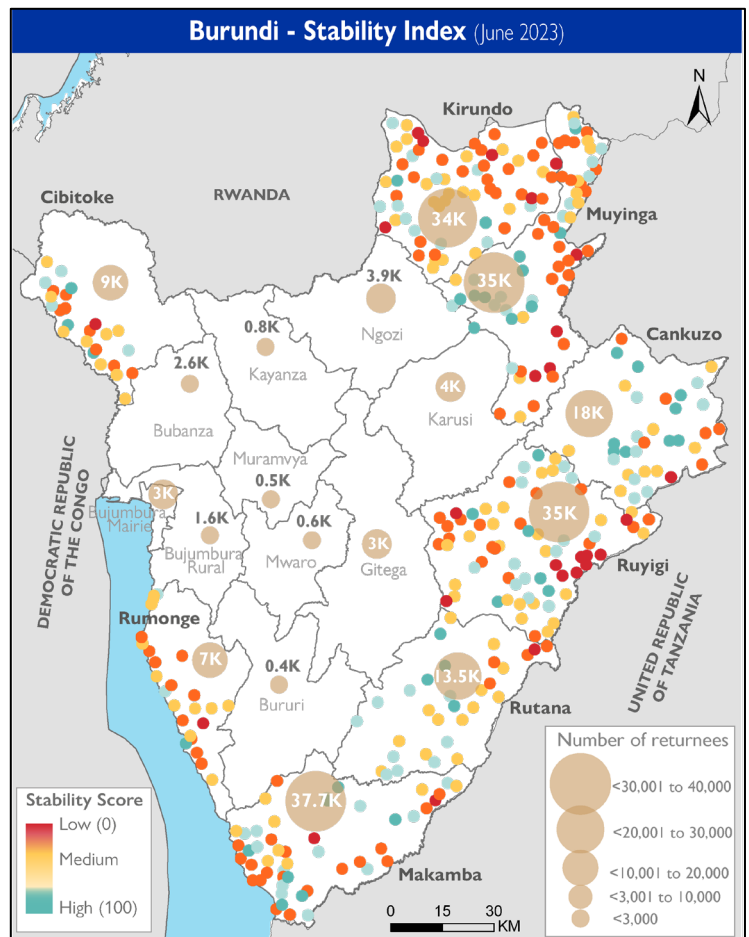 Burundi - Stability Index (June 2023)
N
Kirundo
Cibitoke
RWANDA
Muyinga
34K
9K
35K
3.9K
Ngozi
0.8K
Kayanza
Cankuzo
2.6K
Bubanza
4K
Karusi
18K
Muramvya
0.5K
DEMOCRATIC REPUBLIC
OF THE CONGO
3K
Bujumbura
Mairie
1.6K
Bujumbura
Rural
0.6K
Mwaro
3K
Gitega
35K
Ruyigi
UNITED REPUBLIC
OF TANZANIA
Rumonge
7K
0.4K
Bururi
13.5K
Rutana
37.7K
Makamba
Number of returnees
<30,001 to 40,000
<20,001 to 30,000
<10,001 to 20,000
<3,001 to 10,000
<3,000
Stability Score
Low (0)
Medium
High (100)
0 15 30
KM